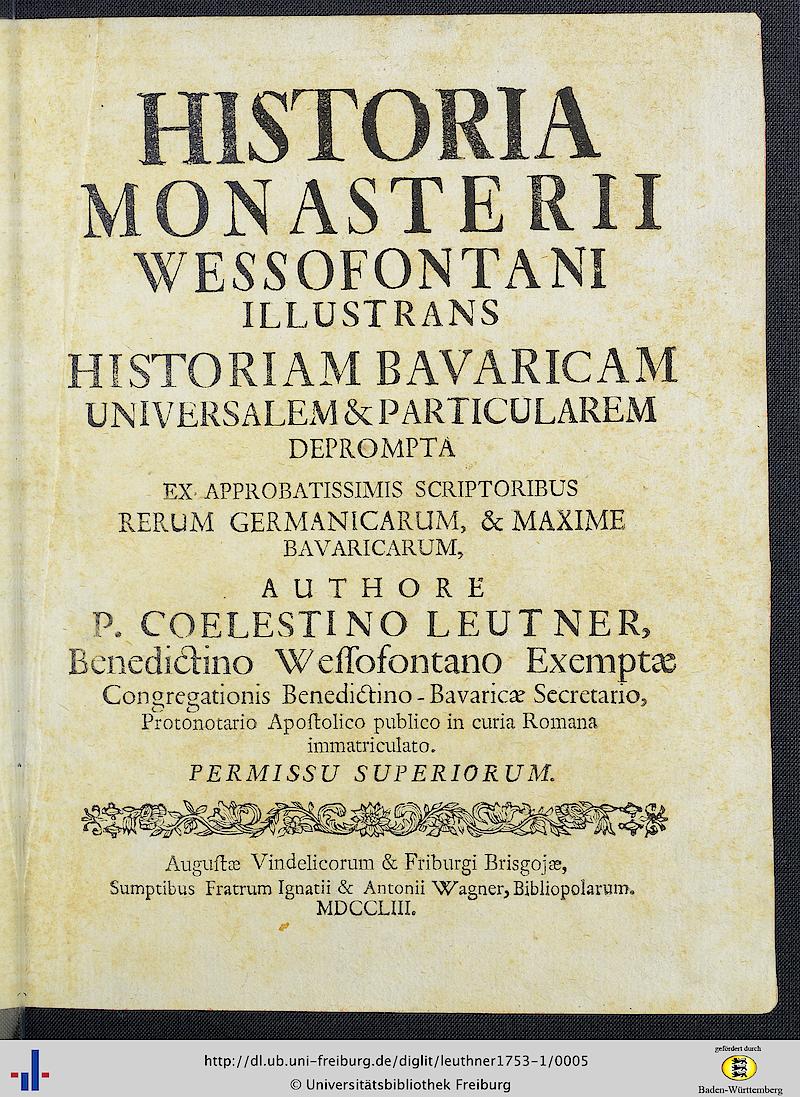 HISTORIA
MONASTERII
WESSOFONTANI
ILLUSTRANS
HISTORIAM BAVARICAM
UNIVERSALEM & PARTICULAREM
DEPROMPTA
EX APPROBATISSIMIS SCRIPTORIBUS
RERUM GERMANICARUM, & MAXIME
BAVARICARUM,
AUTHORE
P. COELESTINO LEUTNER,
Benedictino Weſſofontano Exemptæ
Congregationis Benedictino-Bavaricæ Secretario,
Protonotario Apoſtolico publico in curia Romana
immatriculato.
PERMISSU SUPERIORUM.
Auguſtæ Vindelicorum & Friburgi Brisgojæ,
Sumptibus Fratrum Ignatii & Antonii Wagner, Bibliopolarum.
MDCCLIII.
http://dl.ub.uni-freiburg.de/diglit/leuthner1753-1/0005
© Universitätsbibliothek Freiburg
gefördert durch
Baden-Württemberg